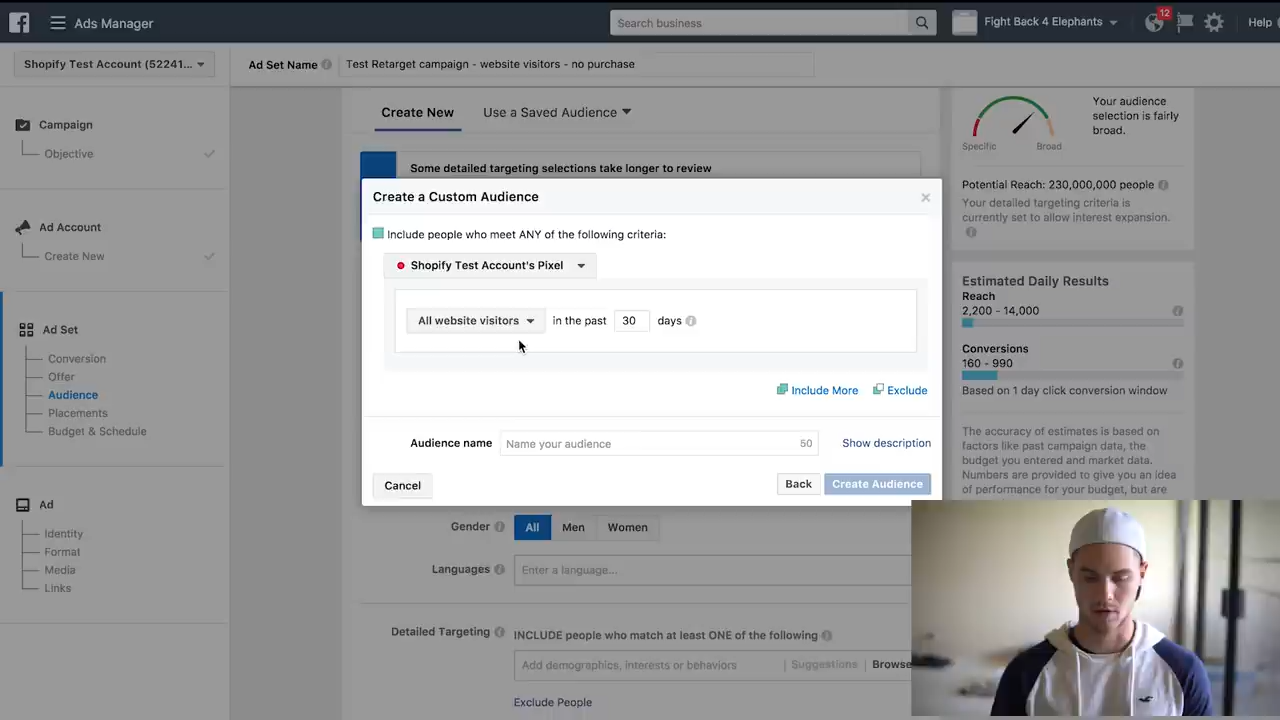 Ads Manager
Search business
Fight Back 4 Elephants
12
Help
Shopify Test Account (52241...
Ad Set Name
Test Retarget campaign - website visitors - no purchase
Campaign
Objective
Ad Account
Create New
Ad Set
Conversion
Offer
Audience
Placements
Budget & Schedule
Ad
Identity
Format
Media
Links
Create New
Use a Saved Audience
Some detailed targeting selections take longer to review
Create a Custom Audience
Include people who meet ANY of the following criteria:
Shopify Test Account's Pixel
All website visitors in the past 30 days
Include More
Exclude
Audience name
Name your audience
50
Show description
Cancel
Back
Create Audience
Gender
All
Men
Women
Languages
Enter a language...
Detailed Targeting
INCLUDE people who match at least ONE of the following
Add demographics, interests or behaviors
Suggestions
Browse
Exclude People
Specific
Broad
Your audience
selection is fairly
broad.
Potential Reach: 230,000,000 people
Your detailed targeting criteria is
currently set to allow interest expansion.
Estimated Daily Results
Reach
2,200 - 14,000
Conversions
160 - 990
Based on 1 day click conversion window
The accuracy of estimates is based on
factors like past campaign data, the
budget you entered and market data.
Numbers are provided to give you an idea
of performance for your budget, but are